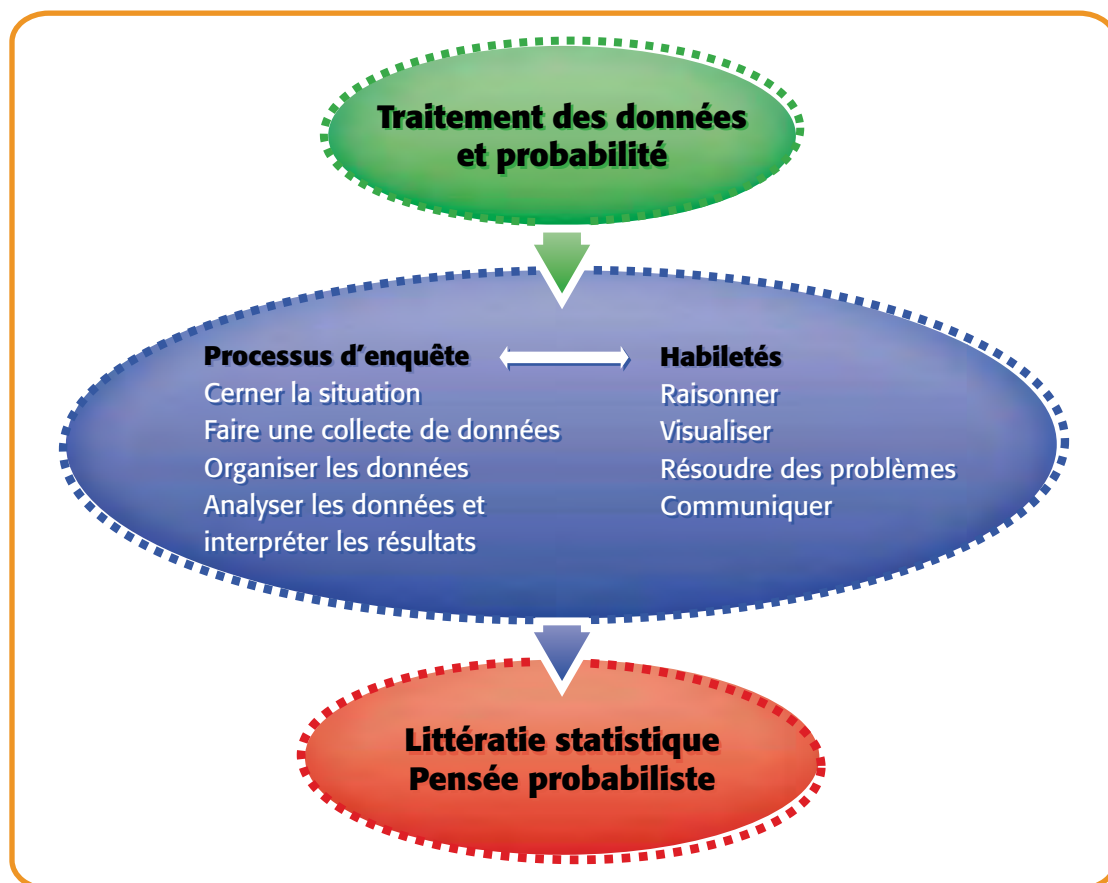 Traitement des données
et probabilité
Processus d'enquête
Cerner la situation
Faire une collecte de données
Organiser les données
Analyser les données et
interpréter les résultats
Habiletés
Raisonner
Visualiser
Résoudre des problèmes
Communiquer
Littératie statistique
Pensée probabiliste